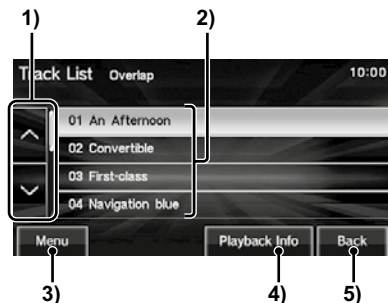 1)
2)
Track List Overlap 10:00
01 An Afternoon
02 Convertible
03 First-class
04 Navigation blue
Menu Playback Info Back
3)
4)
5)